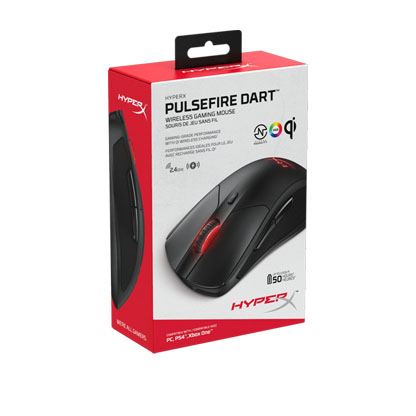 HYPERX
PULSEFIRE DART™
WIRELESS GAMING MOUSE
SOURIS DE JEU SANS FIL
GAMING-GRADE PERFORMANCE
WITH QI WIRELESS CHARGING
PERFORMANCES IDÉALES POUR LE JEU
AVEC RECHARGE SANS FIL QI
2.4GHz
qi
HYPERX
50
HYPERX
WE'RE ALL GAMERS
PC, PS4™, Xbox One™